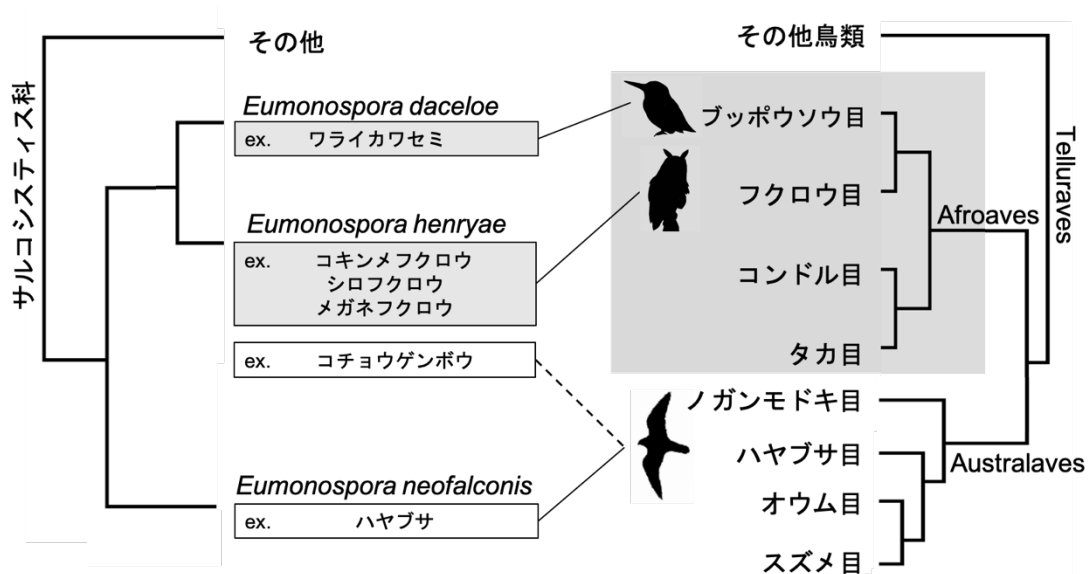 サルコシスティス科
その他
Eumonospora daceloe
ex. ワライカワセミ
Eumonospora henryae
ex. コキンメフクロウ
シロフクロウ
メガネフクロウ
ex. コチョウゲンボウ
Eumonospora neofalconis
ex. ハヤブサ
その他鳥類
ブッポウソウ目
フクロウ目
コンドル目
タカ目
ノガンモドキ目
ハヤブサ目
オウム目
スズメ目
Afroaves
Australaves
Telluraves